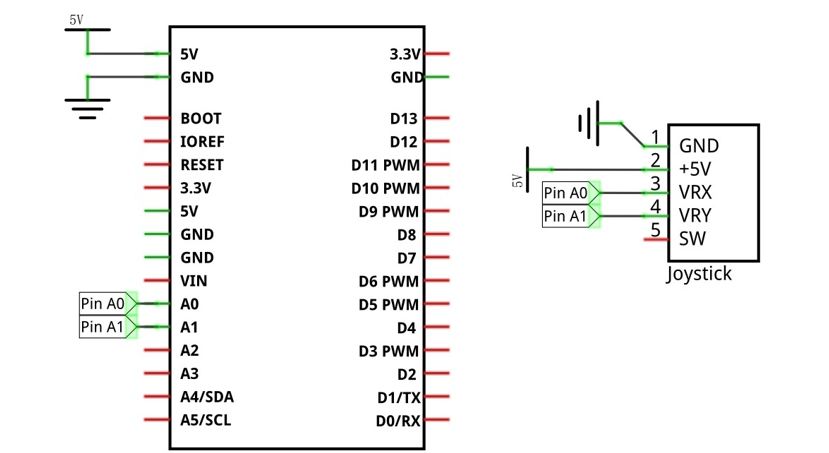 5V
5V
GND
BOOT
IOREF
RESET
3.3V
5V
GND
GND
VIN
Pin A0
A0
Pin A1
A1
A2
A3
A4/SDA
A5/SCL
3.3V
GND
D13
D12
D11 PWM
D10 PWM
D9 PWM
D8
D7
D6 PWM
D5 PWM
D4
D3 PWM
D2
D1/TX
D0/RX
1 GND
5V
2 +5V
Pin A0
3 VRX
Pin A1
4 VRY
5 SW
Joystick